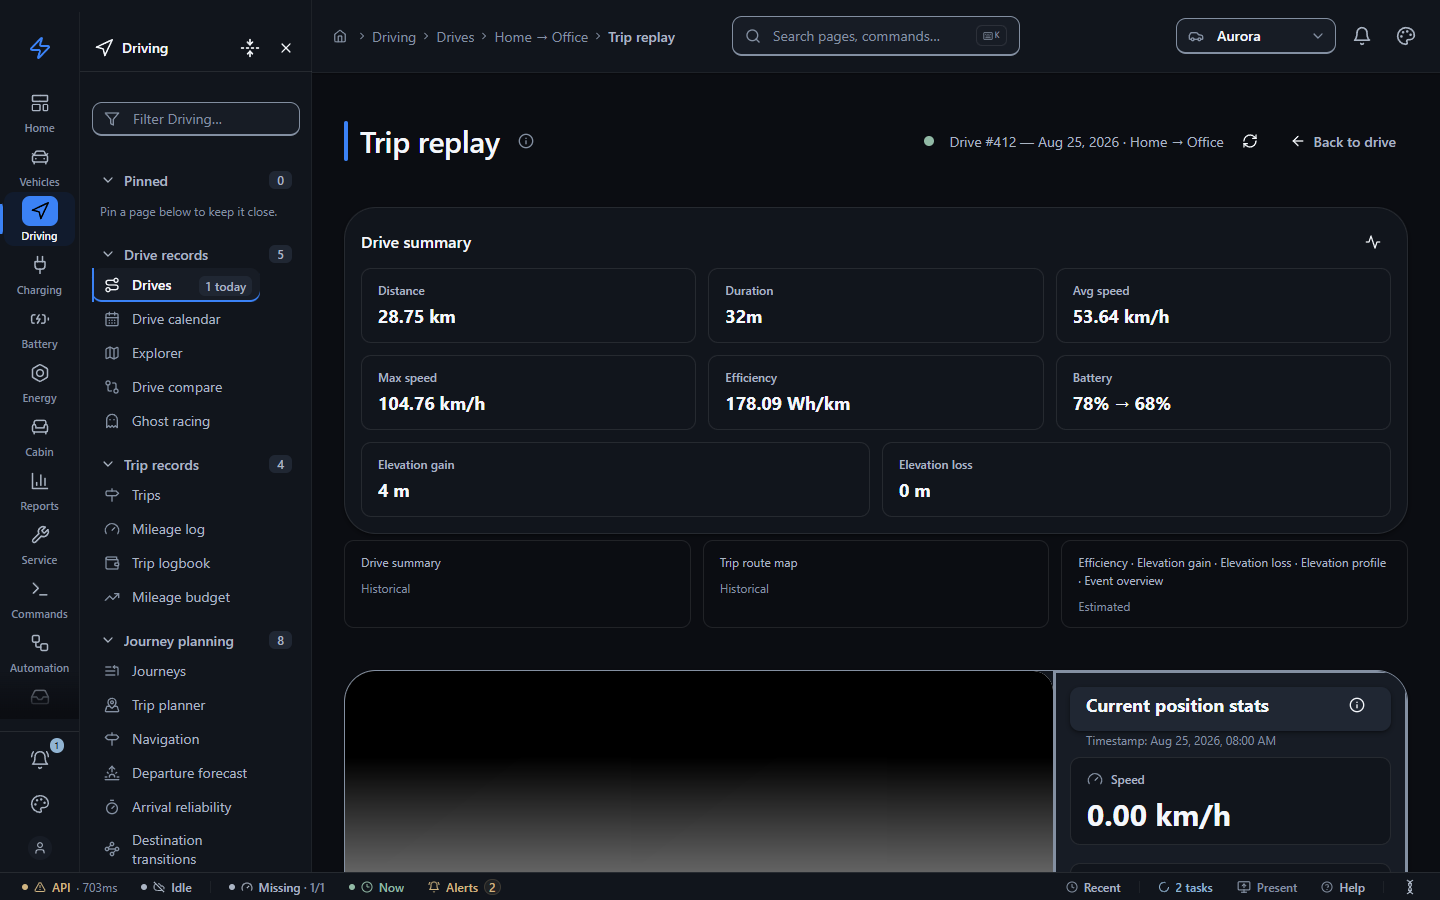 Driving
Driving
Drives
Home → Office
Trip replay
Search pages, commands...
K
Aurora
Home
Vehicles
Driving
Charging
Battery
Energy
Cabin
Reports
Service
Commands
Automation
1
Filter Driving...
Pinned 0
Pin a page below to keep it close.
Drive records 5
Drives 1 today
Drive calendar
Explorer
Drive compare
Ghost racing
Trip records 4
Trips
Mileage log
Trip logbook
Mileage budget
Journey planning 8
Journeys
Trip planner
Navigation
Departure forecast
Arrival reliability
Destination
transitions
Trip replay
Drive #412 — Aug 25, 2026 · Home → Office
Back to drive
Drive summary
Distance
28.75 km
Duration
32m
Avg speed
53.64 km/h
Max speed
104.76 km/h
Efficiency
178.09 Wh/km
Battery
78% → 68%
Elevation gain
4 m
Elevation loss
0 m
Drive summary
Historical
Trip route map
Historical
Efficiency · Elevation gain · Elevation loss · Elevation profile
· Event overview
Estimated
Current position stats
Timestamp: Aug 25, 2026, 08:00 AM
Speed
0.00 km/h
API · 703ms
Idle
Missing · 1/1
Now
Alerts 2
Recent
2 tasks
Present
Help